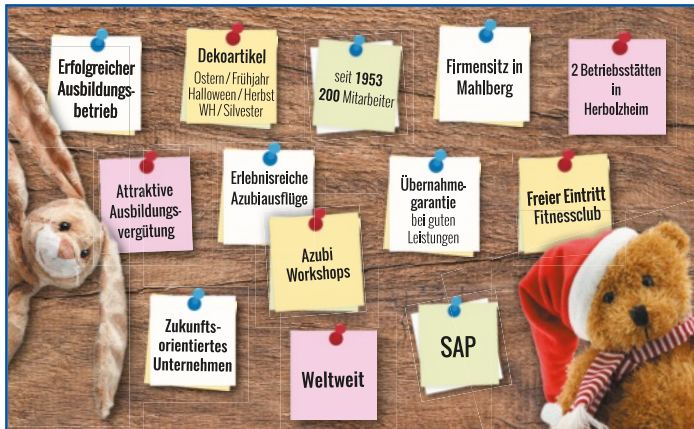 Erfolgreicher
Ausbildungs-
betrieb
Dekoartikel
Ostern / Frühjahr
Halloween / Herbst
WH / Silvester
seit 1953
200 Mitarbeiter
Firmensitz in
Mahlberg
2 Betriebsstätten
in
Herbolzheim
Attraktive
Ausbildungs-
vergütung
Erlebnisreiche
Azubiausflüge
Azubi
Workshops
Übernahme-
garantie
bei guten
Leistungen
Freier Eintritt
Fitnessclub
Zukunfts-
orientiertes
Unternehmen
Weltweit
SAP